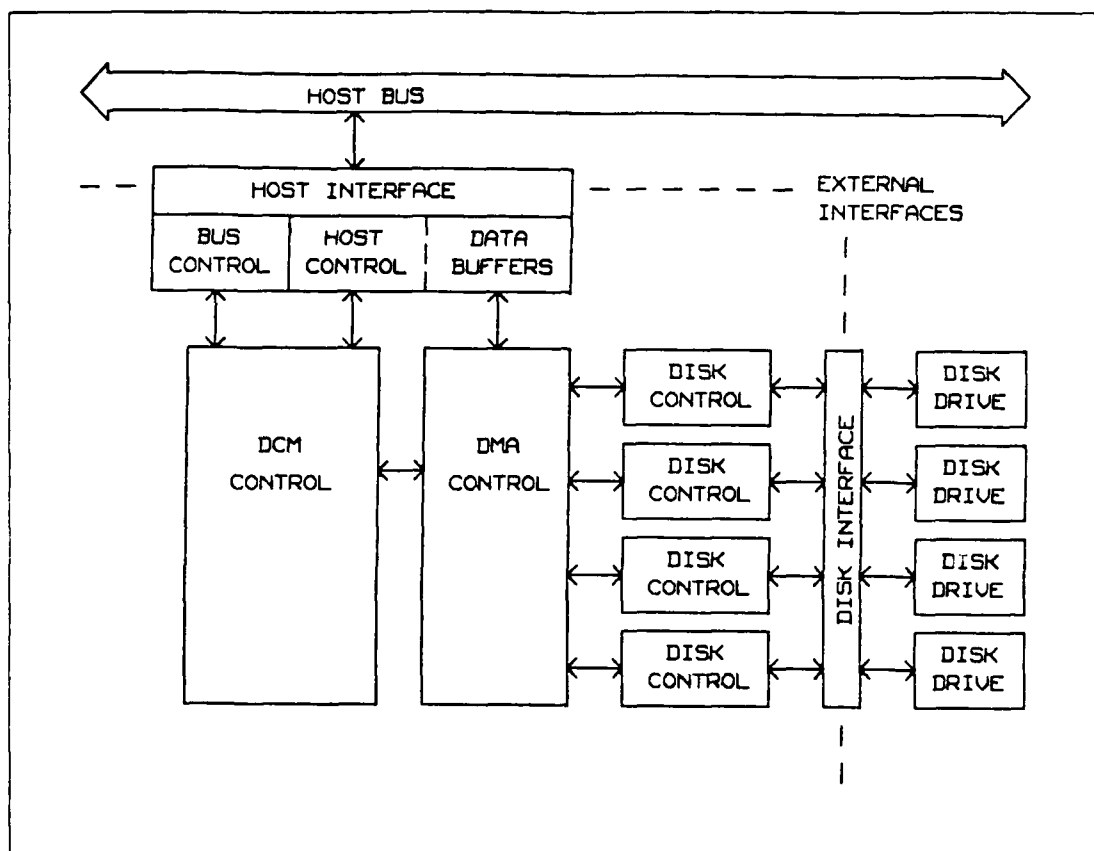 HOST BUS
HOST INTERFACE
EXTERNAL
INTERFACES
BUS
CONTROL
HOST
CONTROL
DATA
BUFFERS
DCM
CONTROL
DMA
CONTROL
DISK
CONTROL
DISK
CONTROL
DISK
CONTROL
DISK
CONTROL
DISK INTERFACE
DISK
DRIVE
DISK
DRIVE
DISK
DRIVE
DISK
DRIVE